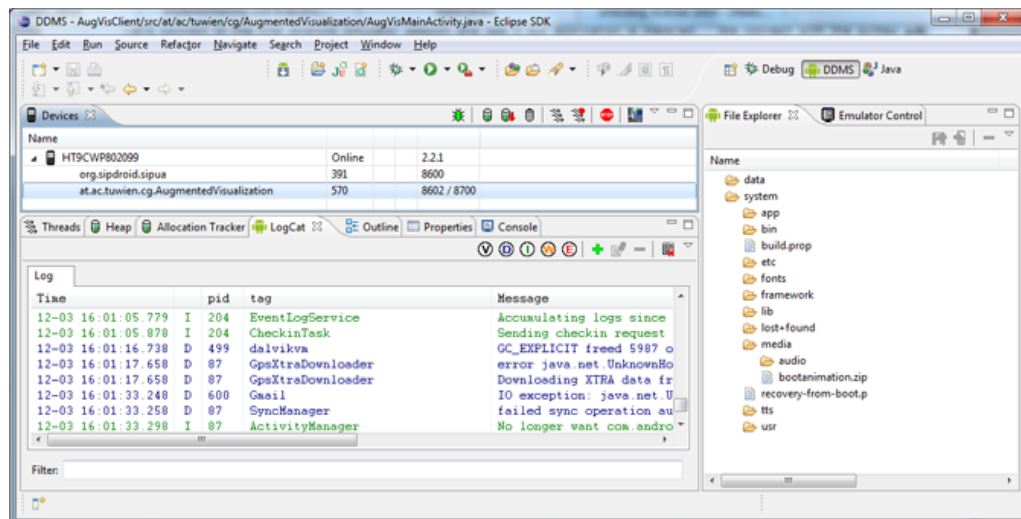 DDMS - AugVisClient/src/at/ac/tuwien/cg/AugmentedVisualization/AugVisMainActivity.java - Eclipse SDK
File Edit Run Source Refactor Navigate Search Project Window Help
Debug DDMS Java
Devices
Name
HT9CWP802099 Online 2.2.1
org.sipdroid.sipua 391 8600
at.ac.tuwien.cg.AugmentedVisualization 570 8602 / 8700
Threads Heap Allocation Tracker LogCat Outline Properties Console
V D I W E
Log
Time pid tag Message
12-03 16:01:05.779 I 204 EventLogService Accumulating logs since
12-03 16:01:05.878 I 204 CheckinTask Sending checkin request
12-03 16:01:16.738 D 499 dalvikvm GC_EXPLICIT freed 5987 o
12-03 16:01:17.658 D 87 GpsXtraDownloader error java.net.UnknownHo
12-03 16:01:17.658 D 87 GpsXtraDownloader Downloading XTRA data fr
12-03 16:01:33.248 D 600 Gmail IO exception: java.net.U
12-03 16:01:33.258 D 87 SyncManager failed sync operation au
12-03 16:01:33.298 I 87 ActivityManager No longer want com.andro
Filter:
File Explorer Emulator Control
Name
data
system
app
bin
build.prop
etc
fonts
framework
lib
lost+found
media
audio
bootanimation.zip
recovery-from-boot.p
tts
usr